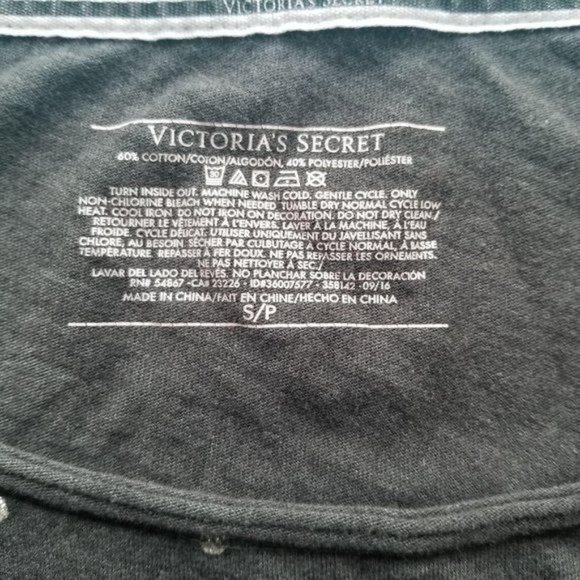 VICTORIA'S SECRET
VICTORIA'S SECRET
60% COTTON/COTON/ALGODÓN, 40% POLYESTER/POLIÉSTER
30
TURN INSIDE OUT. MACHINE WASH COLD. GENTLE CYCLE. ONLY
NON-CHLORINE BLEACH WHEN NEEDED TUMBLE DRY NORMAL CYCLE LOW
HEAT. COOL IRON. DO NOT IRON ON DECORATION. DO NOT DRY CLEAN/
RETOURNER LE VÊTEMENT À L'ENVERS. LAVER À LA MACHINE, À L'EAU
FROIDE. CYCLE DÉLICAT. UTILISER UNIQUEMENT DU JAVELLISANT SANS
CHLORE, AU BESOIN. SÉCHER PAR CULBUTAGE À CYCLE NORMAL, À BASSE
TEMPÉRATURE. REPASSER À FER DOUX. NE PAS REPASSER LES ORNEMENTS.
NE PAS NETTOYER À SEC./
LAVAR DEL LADO DEL REVÉS. NO PLANCHAR SOBRE LA DECORACIÓN
RN# 54867 -CA# 23226 - ID#36007577 - 358142 - 09/16
MADE IN CHINA/FAIT EN CHINE/HECHO EN CHINA
S/P